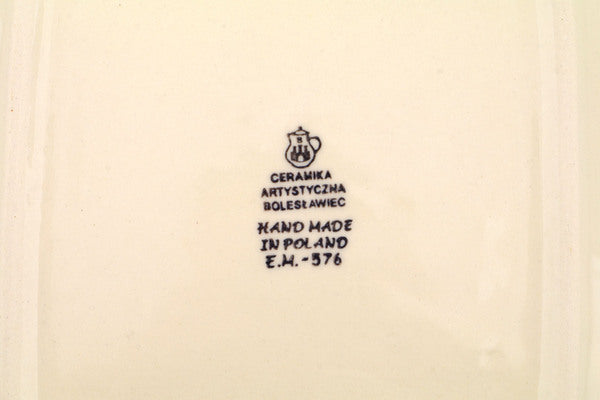 B
CERAMIKA
ARTYSTYCZNA
BOLESŁAWIEC
HAND MADE
IN POLAND
E.M.-576